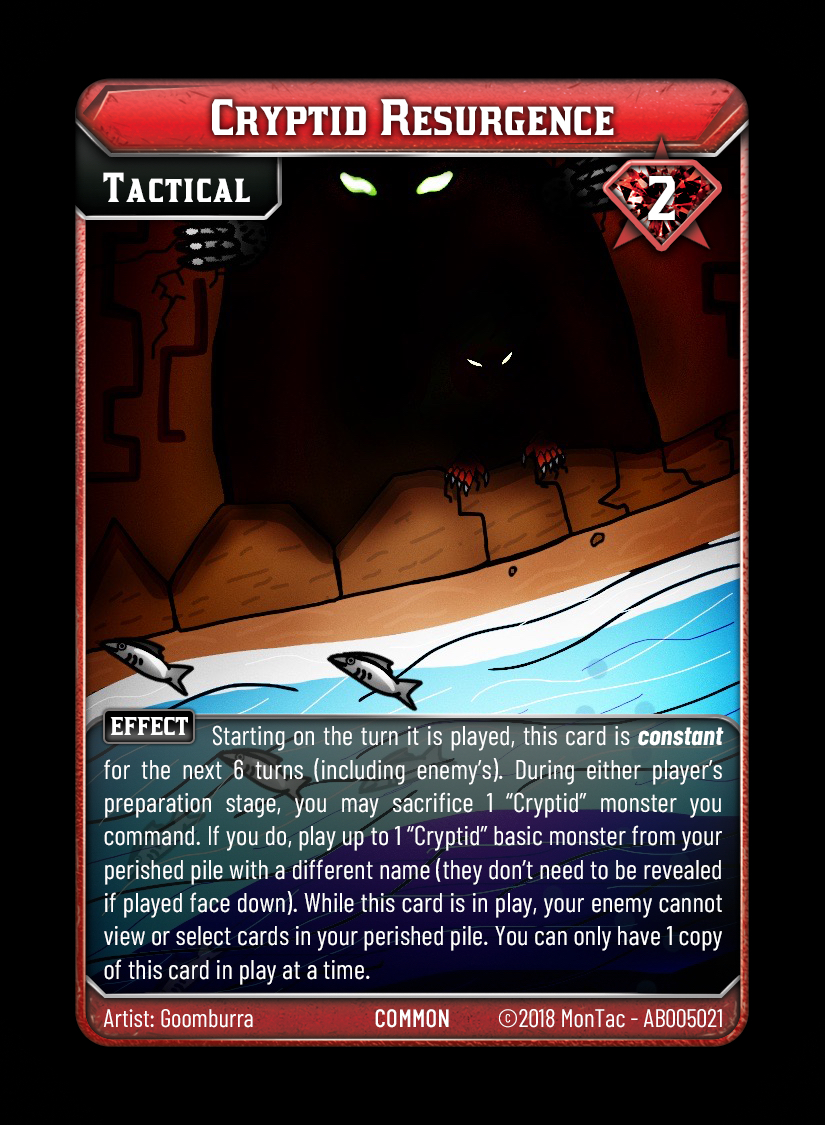 Cryptid Resurgence
Tactical
2
EFFECT Starting on the turn it is played, this card is constant
for the next 6 turns (including enemy's). During either player's
preparation stage, you may sacrifice 1 "Cryptid" monster you
command. If you do, play up to 1 "Cryptid" basic monster from your
perished pile with a different name (they don't need to be revealed
if played face down). While this card is in play, your enemy cannot
view or select cards in your perished pile. You can only have 1 copy
of this card in play at a time.
Artist: Goomburra COMMON ©2018 MonTac - AB005021